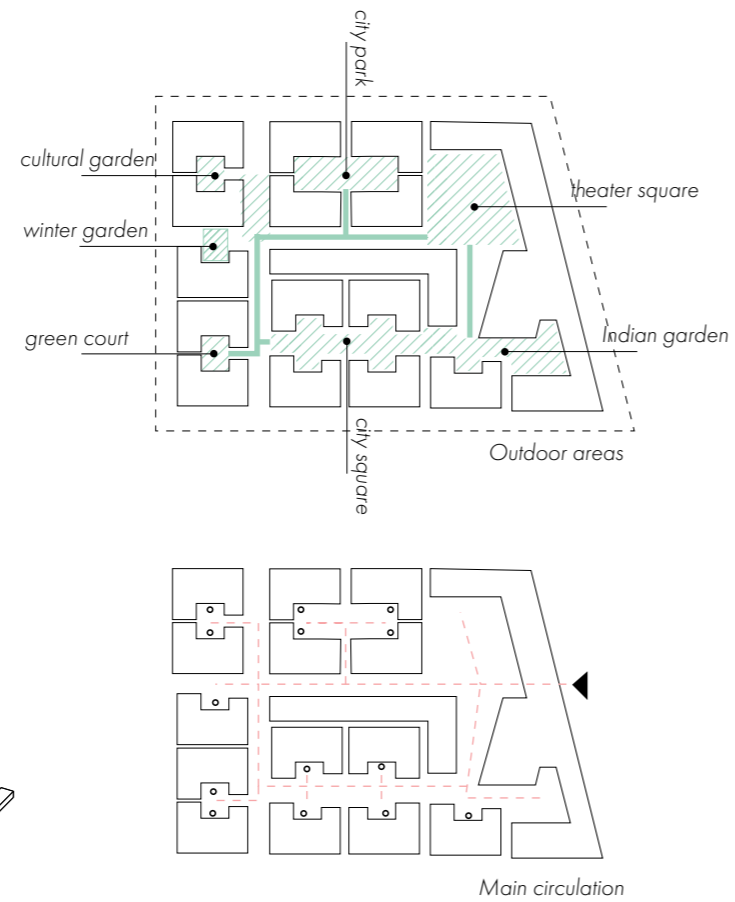 city park
cultural garden
theater square
winter garden
green court
Indian garden
city square
Outdoor areas
Main circulation